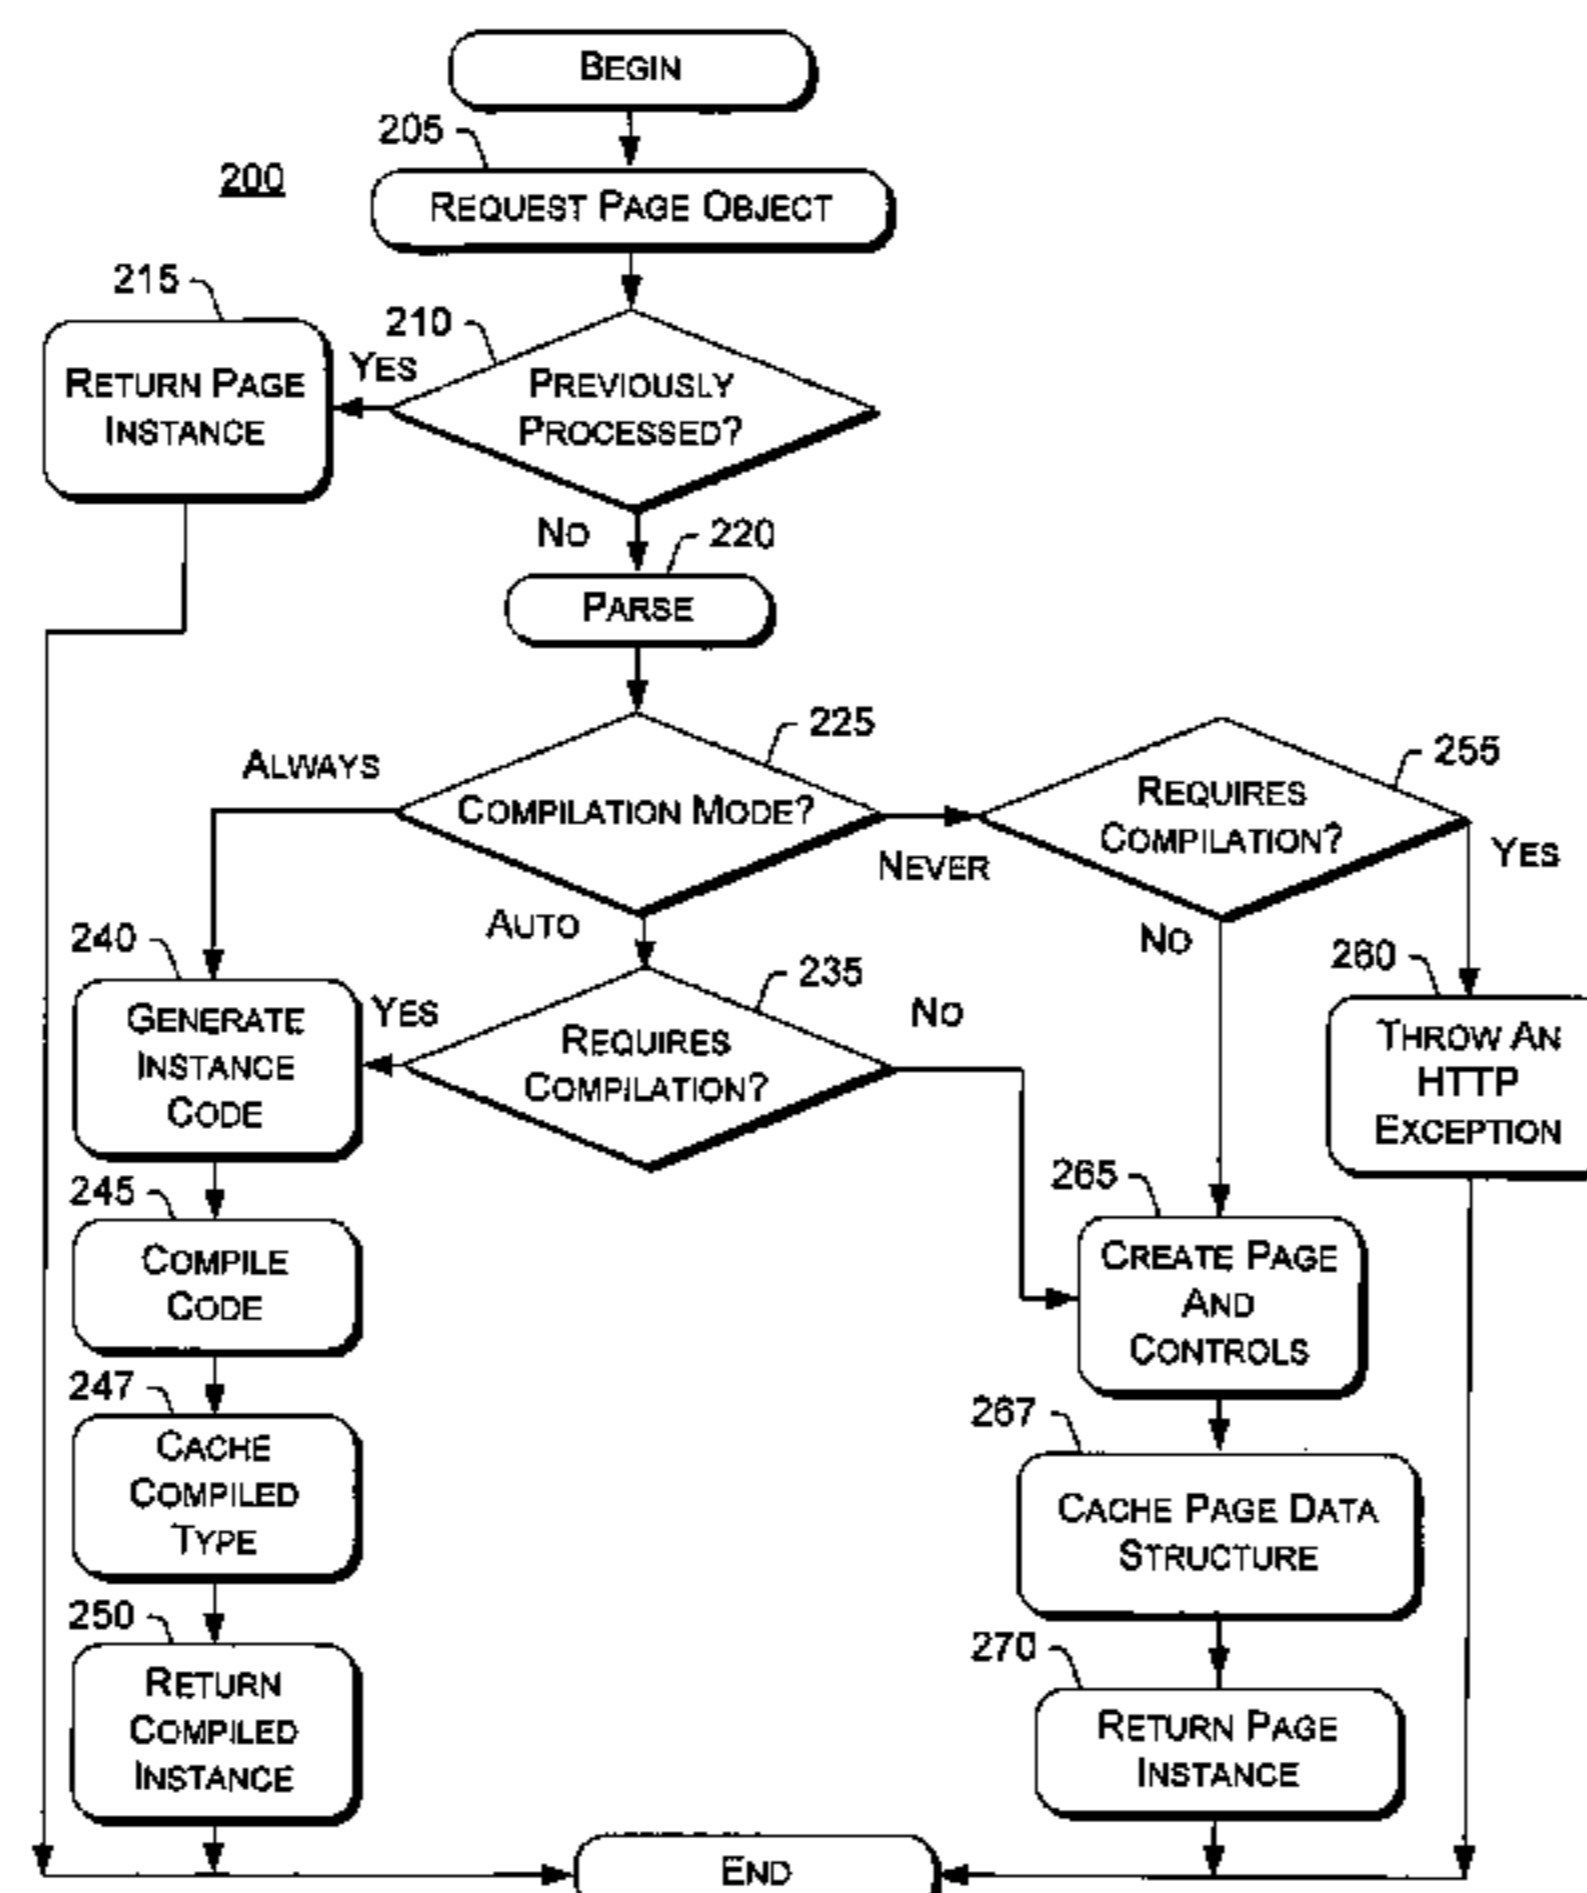 BEGIN
205
200
REQUEST PAGE OBJECT
215
210
YES
RETURN PAGE
INSTANCE
PREVIOUSLY
PROCESSED?
NO
220
PARSE
225
255
ALWAYS
COMPILATION MODE?
REQUIRES
COMPILATION?
NEVER
YES
AUTO
NO
240
235
260
GENERATE
INSTANCE
CODE
YES
REQUIRES
COMPILATION?
NO
THROW AN
HTTP
EXCEPTION
245
265
COMPILE
CODE
CREATE PAGE
AND
CONTROLS
247
267
CACHE
COMPILED
TYPE
CACHE PAGE DATA
STRUCTURE
250
270
RETURN
COMPILED
INSTANCE
RETURN PAGE
INSTANCE
END